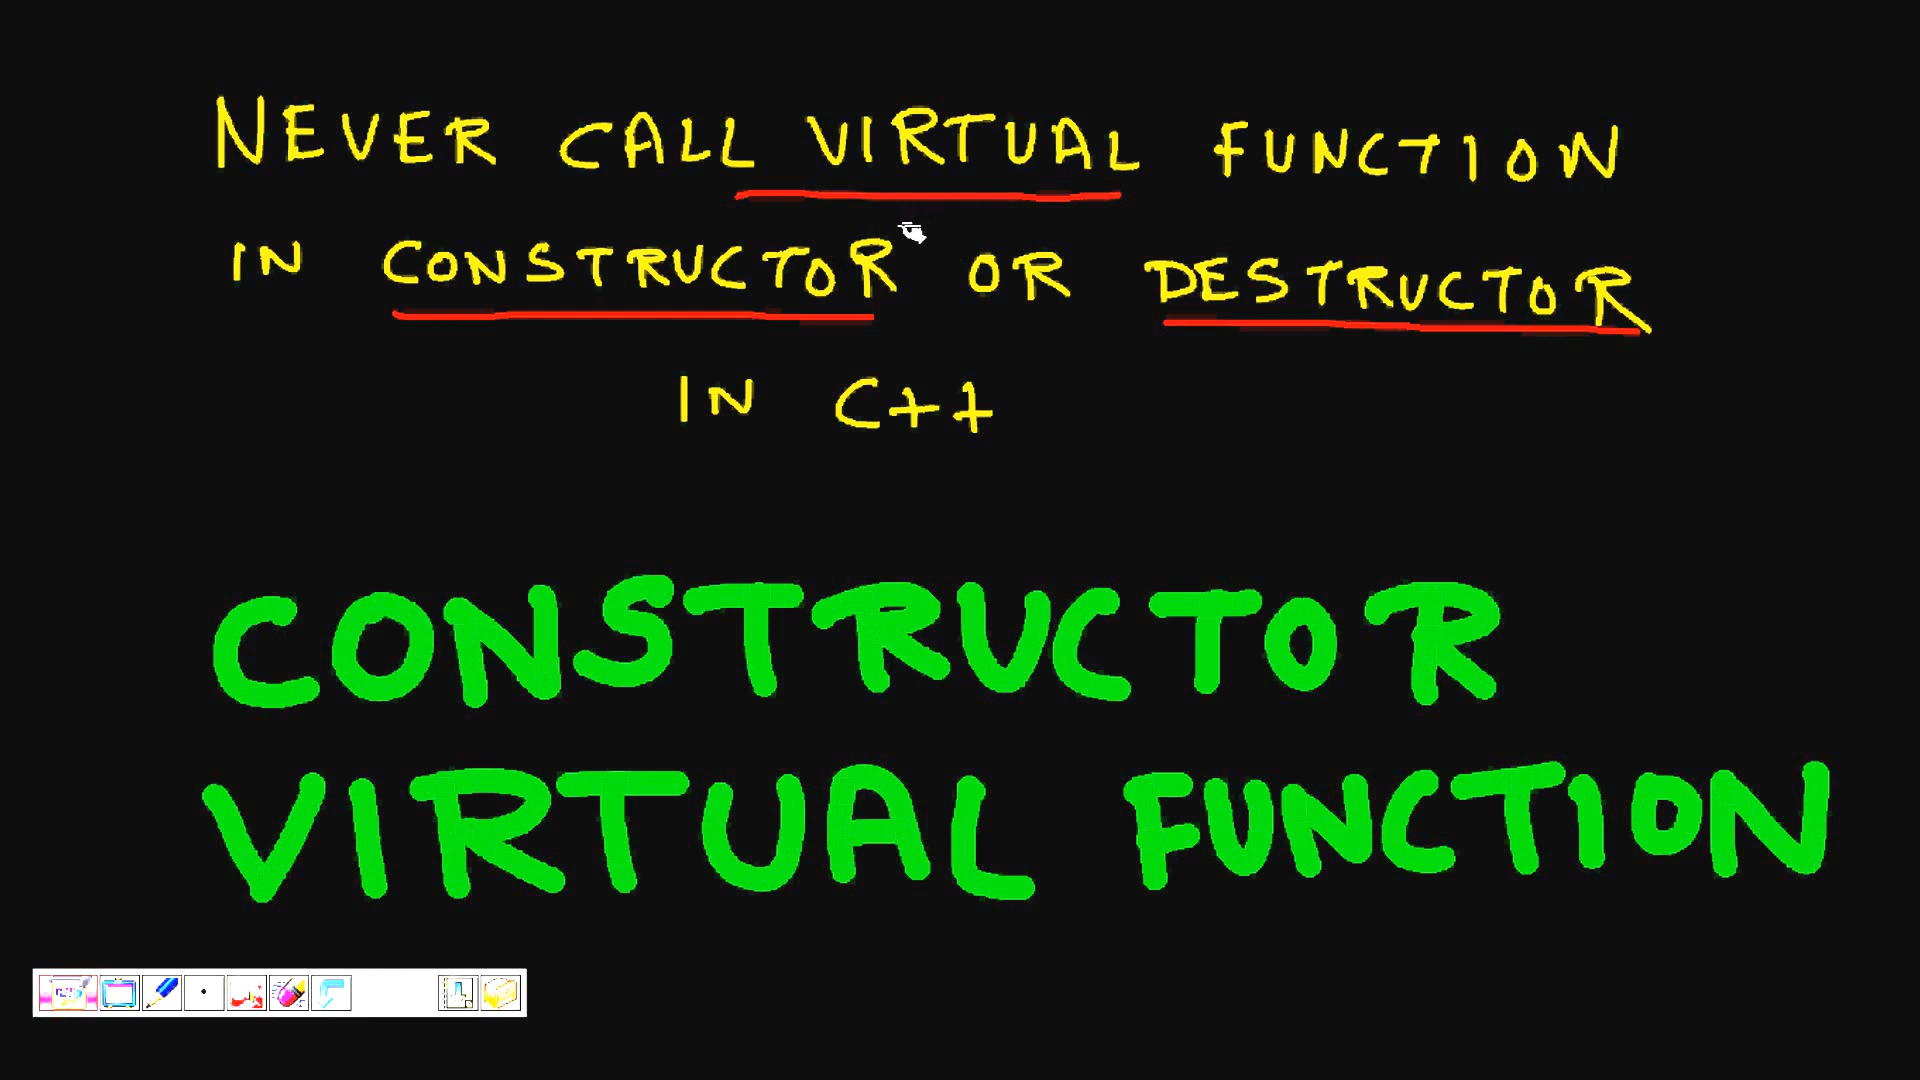 NEVER CALL VIRTUAL FUNCTION
IN CONSTRUCTOR OR DESTRUCTOR
IN C++
CONSTRUCTOR
VIRTUAL FUNCTION